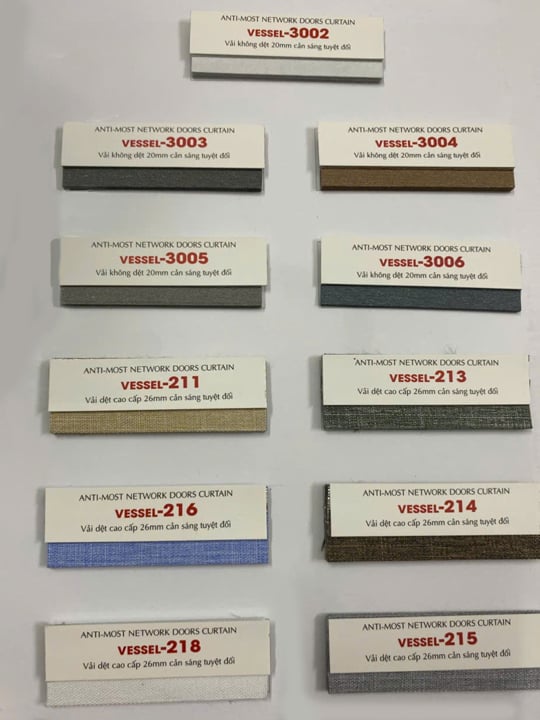 ANTI-MOST NETWORK DOORS CURTAIN
VESSEL-3002
Vải không dệt 20mm cản sáng tuyệt đối
ANTI-MOST NETWORK DOORS CURTAIN
VESSEL-3003
Vải không dệt 20mm cản sáng tuyệt đối
ANTI-MOST NETWORK DOORS CURTAIN
VESSEL-3004
Vải không dệt 20mm cản sáng tuyệt đối
ANTI-MOST NETWORK DOORS CURTAIN
VESSEL-3005
Vải không dệt 20mm cản sáng tuyệt đối
ANTI-MOST NETWORK DOORS CURTAIN
VESSEL-3006
Vải không dệt 20mm cản sáng tuyệt đối
ANTI-MOST NETWORK DOORS CURTAIN
VESSEL-211
Vải dệt cao cấp 26mm cản sáng tuyệt đối
ANTI-MOST NETWORK DOORS CURTAIN
VESSEL-213
Vải dệt cao cấp 26mm cản sáng tuyệt đối
ANTI-MOST NETWORK DOORS CURTAIN
VESSEL-216
Vải dệt cao cấp 26mm cản sáng tuyệt đối
ANTI-MOST NETWORK DOORS CURTAIN
VESSEL-214
Vải dệt cao cấp 26mm cản sáng tuyệt đối
ANTI-MOST NETWORK DOORS CURTAIN
VESSEL-218
Vải dệt cao cấp 26mm cản sáng tuyệt đối
ANTI-MOST NETWORK DOORS CURTAIN
VESSEL-215
Vải dệt cao cấp 26mm cản sáng tuyệt đối